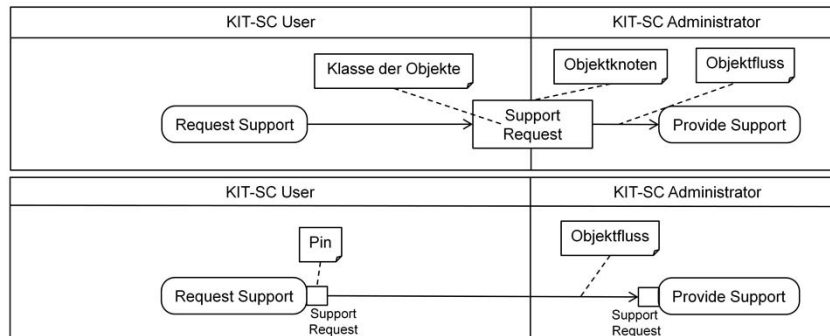 KIT-SC User
KIT-SC Administrator
Klasse der Objekte
Objektknoten
Objektfluss
Request Support
Support
Request
Provide Support
KIT-SC User
KIT-SC Administrator
Pin
Objektfluss
Request Support
Provide Support
Support
Request
Support
Request